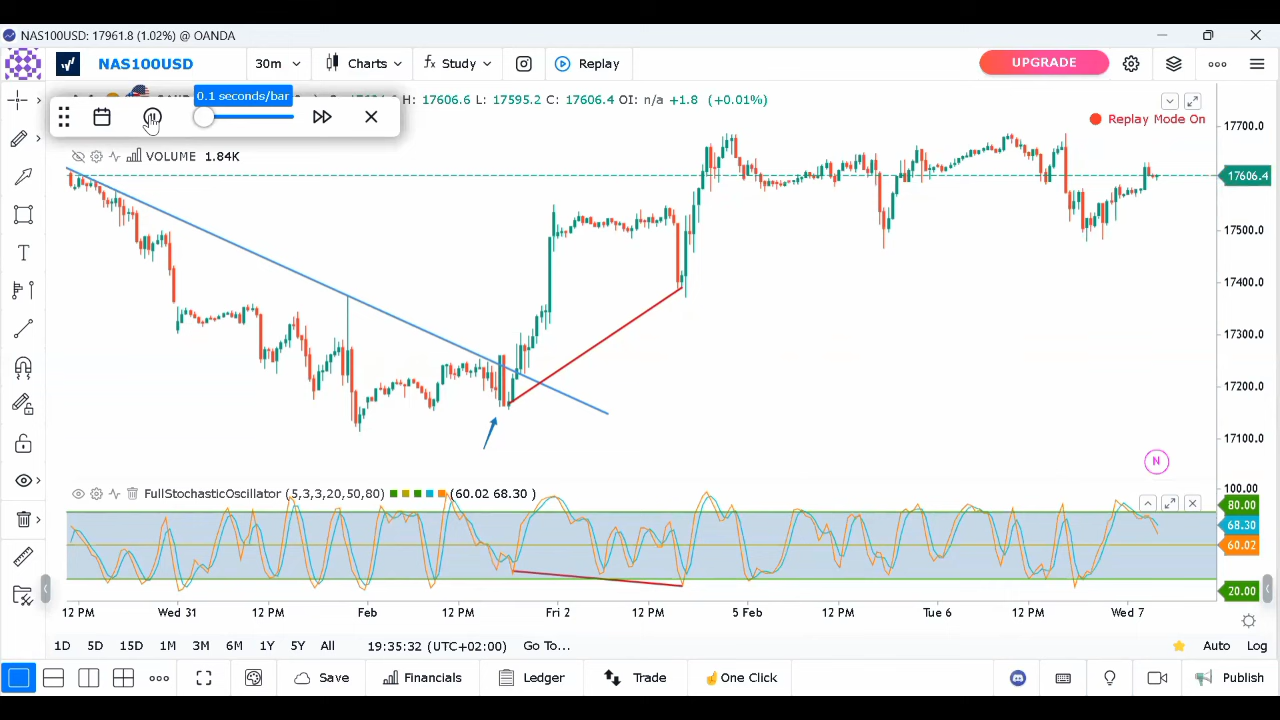 NAS100USD: 17961.8 (1.02%) @ OANDA
NAS100USD 30m Charts Study Replay UPGRADE
0.1 seconds/bar
H: 17606.6 L: 17595.2 C: 17606.4 OI: n/a +1.8 (+0.01%)
Replay Mode On
VOLUME 1.84K
17700.0
17606.4
17500.0
17400.0
17300.0
17200.0
17100.0
N
FullStochasticOscillator (5,3,3,20,50,80) (60.02 68.30 )
100.00
80.00
68.30
60.02
20.00
12 PM Wed 31 12 PM Feb 12 PM Fri 2 12 PM 5 Feb 12 PM Tue 6 12 PM Wed 7
1D 5D 15D 1M 3M 6M 1Y 5Y All 19:35:32 (UTC+02:00) Go To... Auto Log
Save Financials Ledger Trade One Click Publish